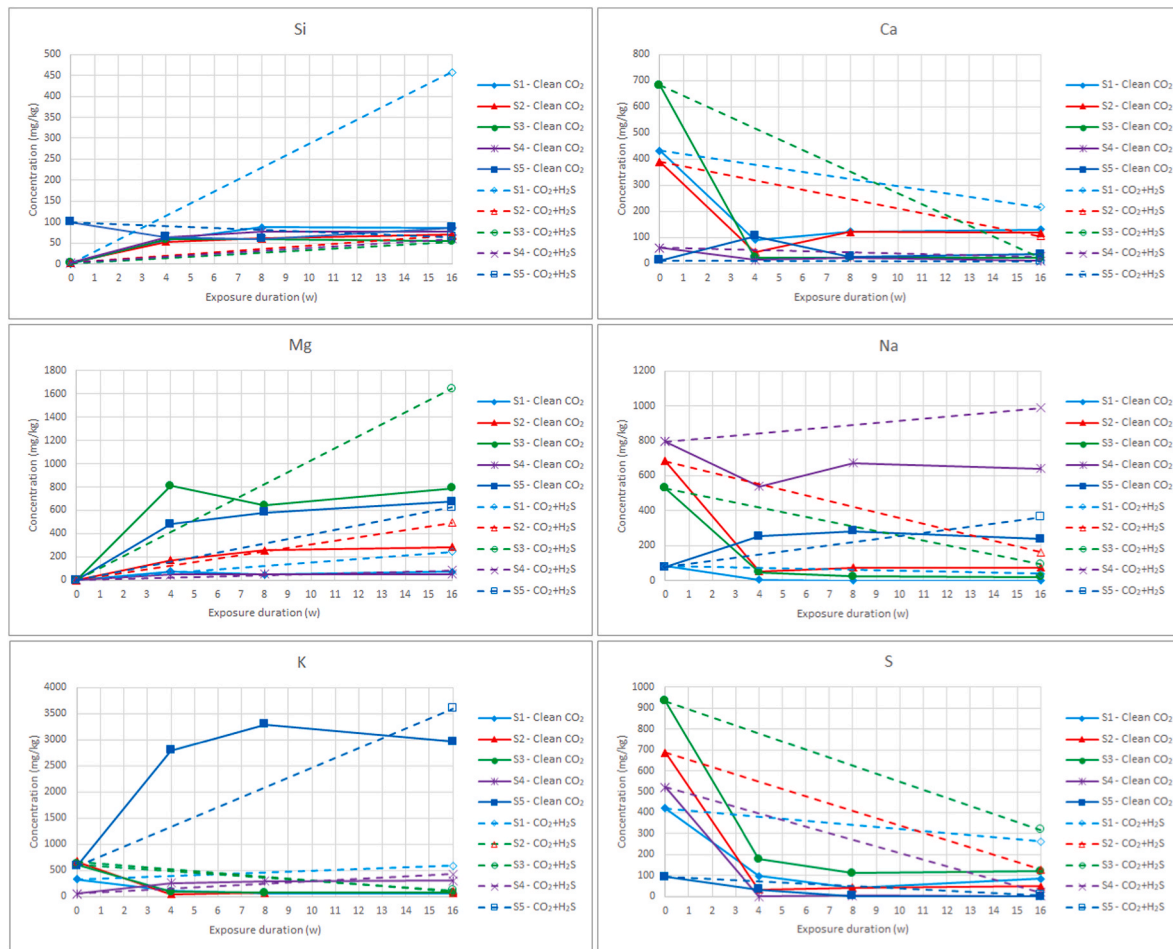 Si
Concentration (mg/kg)
500
450
400
350
300
250
200
150
100
50
0
0 1 2 3 4 5 6 7 8 9 10 11 12 13 14 15 16
Exposure duration (w)
S1 - Clean CO₂
S2 - Clean CO₂
S3 - Clean CO₂
S4 - Clean CO₂
S5 - Clean CO₂
S1 - CO₂+H₂S
S2 - CO₂+H₂S
S3 - CO₂+H₂S
S4 - CO₂+H₂S
S5 - CO₂+H₂S
Ca
Concentration (mg/kg)
800
700
600
500
400
300
200
100
0
0 1 2 3 4 5 6 7 8 9 10 11 12 13 14 15 16
Exposure duration (w)
S1 - Clean CO₂
S2 - Clean CO₂
S3 - Clean CO₂
S4 - Clean CO₂
S5 - Clean CO₂
S1 - CO₂+H₂S
S2 - CO₂+H₂S
S3 - CO₂+H₂S
S4 - CO₂+H₂S
S5 - CO₂+H₂S
Mg
Concentration (mg/kg)
1800
1600
1400
1200
1000
800
600
400
200
0
0 1 2 3 4 5 6 7 8 9 10 11 12 13 14 15 16
Exposure duration (w)
S1 - Clean CO₂
S2 - Clean CO₂
S3 - Clean CO₂
S4 - Clean CO₂
S5 - Clean CO₂
S1 - CO₂+H₂S
S2 - CO₂+H₂S
S3 - CO₂+H₂S
S4 - CO₂+H₂S
S5 - CO₂+H₂S
Na
Concentration (mg/kg)
1200
1000
800
600
400
200
0
0 1 2 3 4 5 6 7 8 9 10 11 12 13 14 15 16
Exposure duration (w)
S1 - Clean CO₂
S2 - Clean CO₂
S3 - Clean CO₂
S4 - Clean CO₂
S5 - Clean CO₂
S1 - CO₂+H₂S
S2 - CO₂+H₂S
S3 - CO₂+H₂S
S4 - CO₂+H₂S
S5 - CO₂+H₂S
K
Concentration (mg/kg)
4000
3500
3000
2500
2000
1500
1000
500
0
0 1 2 3 4 5 6 7 8 9 10 11 12 13 14 15 16
Exposure duration (w)
S1 - Clean CO₂
S2 - Clean CO₂
S3 - Clean CO₂
S4 - Clean CO₂
S5 - Clean CO₂
S1 - CO₂+H₂S
S2 - CO₂+H₂S
S3 - CO₂+H₂S
S4 - CO₂+H₂S
S5 - CO₂+H₂S
S
Concentration (mg/kg)
1000
900
800
700
600
500
400
300
200
100
0
0 1 2 3 4 5 6 7 8 9 10 11 12 13 14 15 16
Exposure duration (w)
S1 - Clean CO₂
S2 - Clean CO₂
S3 - Clean CO₂
S4 - Clean CO₂
S5 - Clean CO₂
S1 - CO₂+H₂S
S2 - CO₂+H₂S
S3 - CO₂+H₂S
S4 - CO₂+H₂S
S5 - CO₂+H₂S